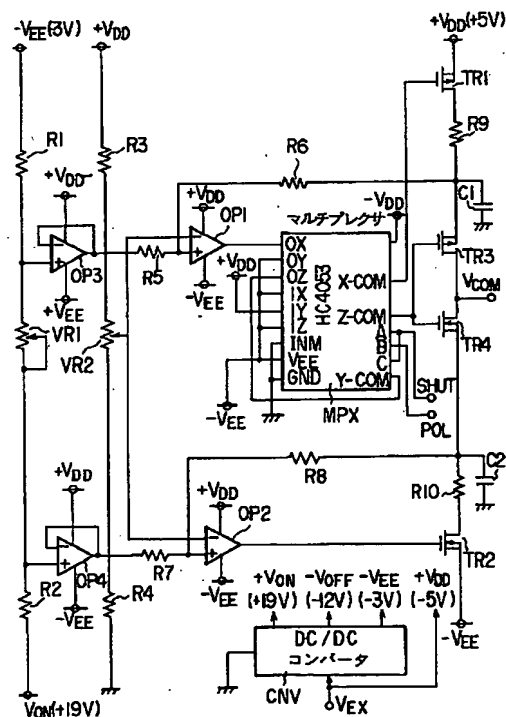 -VEE(3V)
+VDD
+VDD(+5V)
TR1
R1
R3
R9
R6
+VDD
+VDD
C1
-VDD
OP1
マルチプレクサ
OP3
R5
+VDD
+VEE
-VEE
OX
OY
OZ
IX
IY
IZ
INM
VEE
GND
HC4053
X-COM
Z-COM
A
B
C
Y-COM
TR3
VCOM
TR4
VR1
VR2
-VEE
MPX
SHUT
POL
R8
C2
+VDD
+VDD
OP2
R10
OP4
R7
TR2
R2
-VEE
R4
-VEE
+VON
(+19V)
-VOFF
(-12V)
-VEE
(-3V)
+VDD
(-5V)
-VEE
DC/DC
コンバータ
CNV
VEX
VON(+19V)